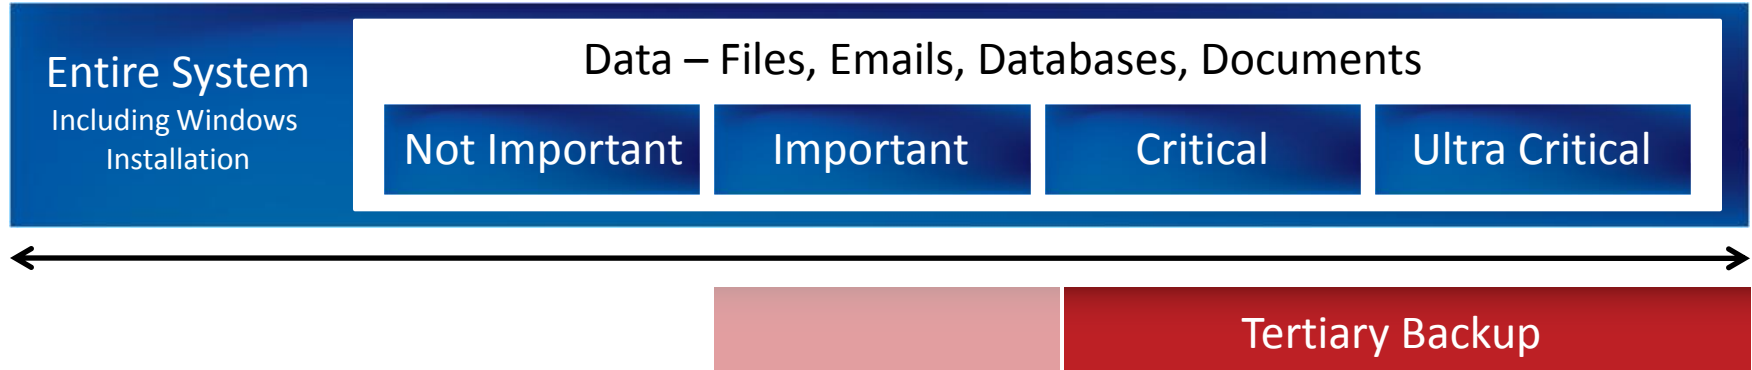 Entire System
Including Windows
Installation
Data – Files, Emails, Databases, Documents
Not Important
Important
Critical
Ultra Critical
Tertiary Backup